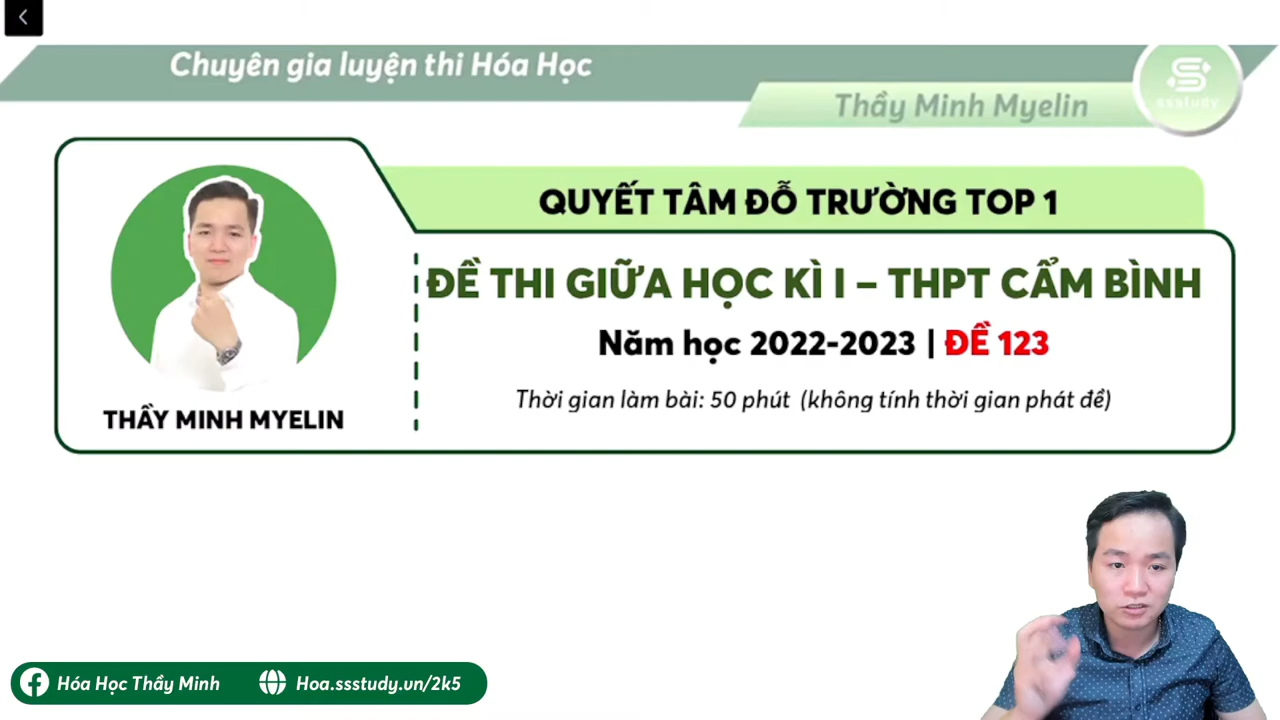 Chuyên gia luyện thi Hóa Học
Thầy Minh Myelin
ssstudy
QUYẾT TÂM ĐỖ TRƯỜNG TOP 1
ĐỀ THI GIỮA HỌC KÌ I – THPT CẨM BÌNH
Năm học 2022-2023 | ĐỀ 123
Thời gian làm bài: 50 phút (không tính thời gian phát đề)
THẦY MINH MYELIN
Hóa Học Thầy Minh
Hoa.ssstudy.vn/2k5